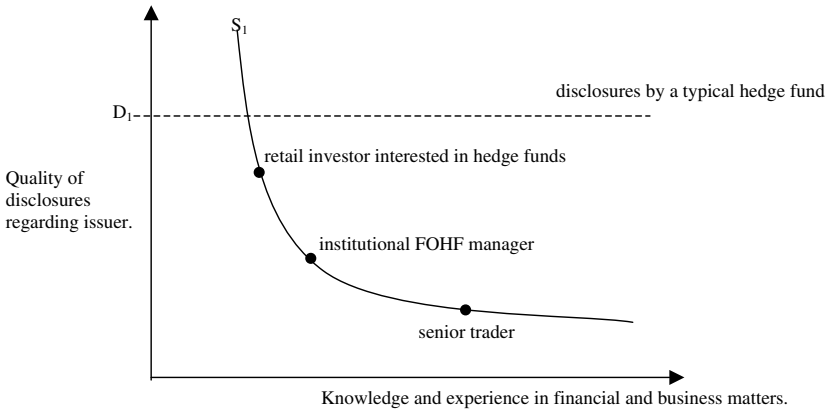 S1
disclosures by a typical hedge fund
D1
retail investor interested in hedge funds
Quality of
disclosures
regarding issuer.
institutional FOHF manager
senior trader
Knowledge and experience in financial and business matters.